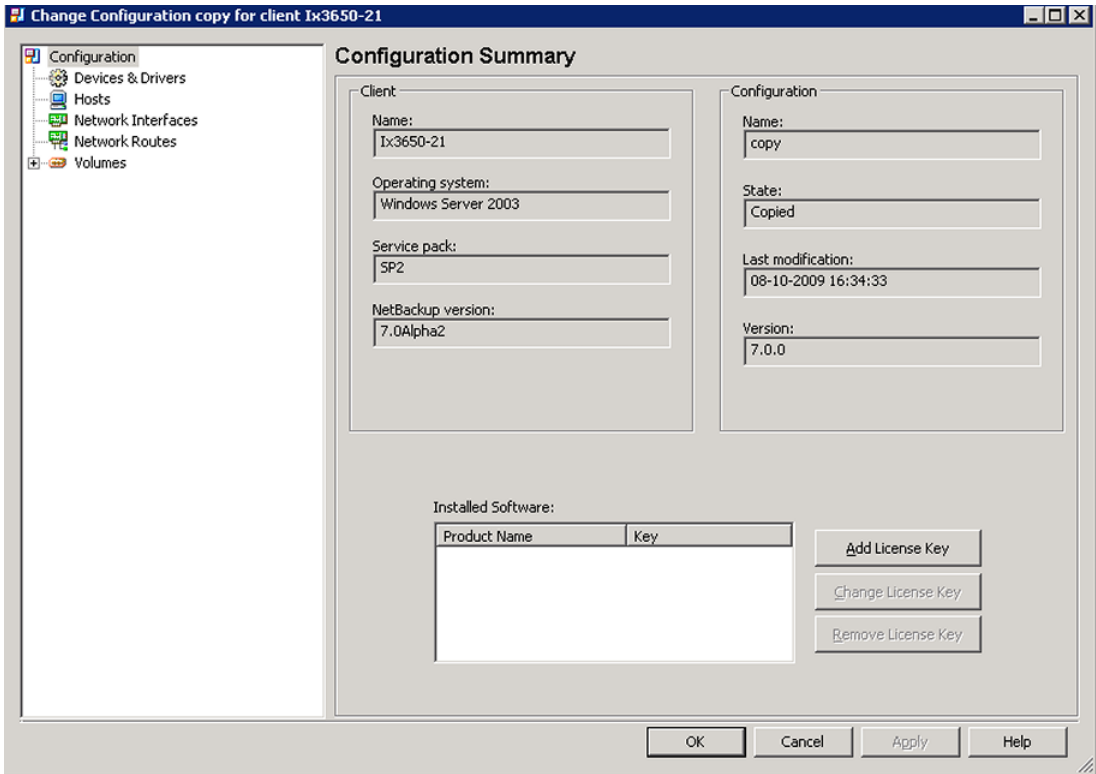 Change Configuration copy for client Ix3650-21
Configuration
Devices & Drivers
Hosts
Network Interfaces
Network Routes
Volumes
Configuration Summary
Client
Name:
Ix3650-21
Operating system:
Windows Server 2003
Service pack:
SP2
NetBackup version:
7.0Alpha2
Configuration
Name:
copy
State:
Copied
Last modification:
08-10-2009 16:34:33
Version:
7.0.0
Installed Software:
Product Name Key
Add License Key
Change License Key
Remove License Key
OK Cancel Apply Help